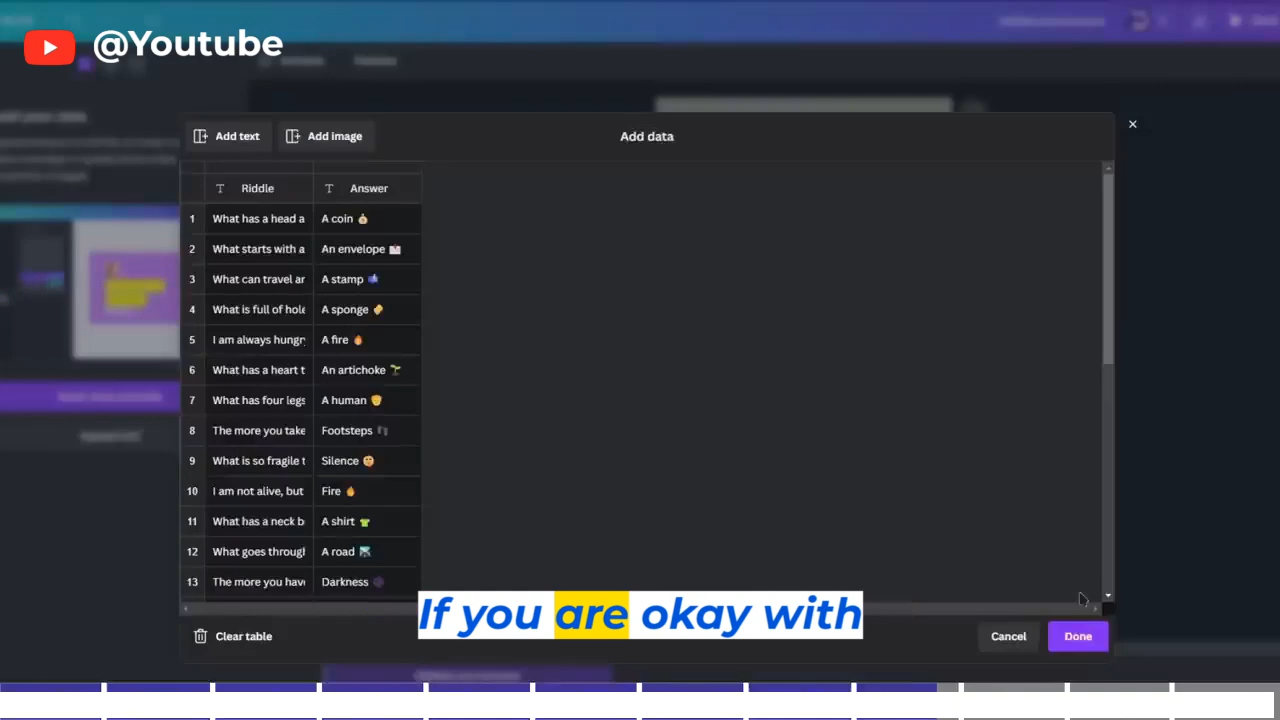 @Youtube
Add text Add image Add data
Riddle Answer
1 What has a head a A coin
2 What starts with a An envelope
3 What can travel ar A stamp
4 What is full of hole A sponge
5 I am always hungr A fire
6 What has a heart t An artichoke
7 What has four legs A human
8 The more you take Footsteps
9 What is so fragile t Silence
10 I am not alive, but Fire
11 What has a neck b A shirt
12 What goes through A road
13 The more you have Darkness
If you are okay with
Clear table Cancel Done